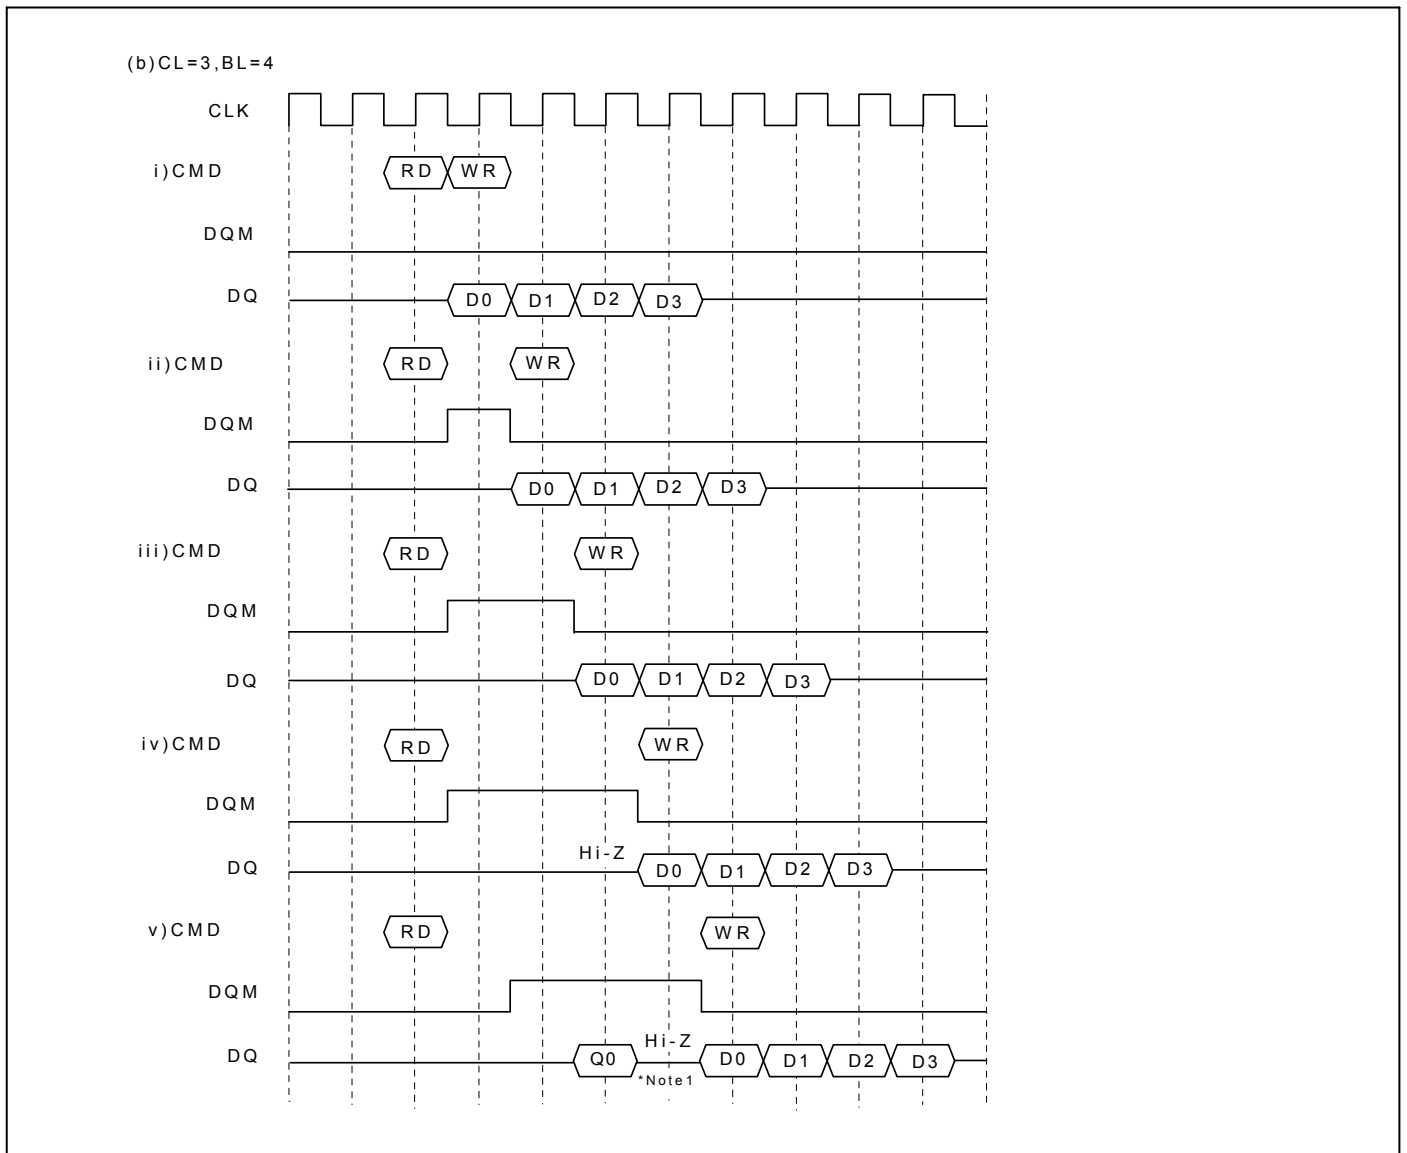 (b)CL=3,BL=4
CLK
i)CMD RD WR
DQM
DQ D0 D1 D2 D3
ii)CMD RD WR
DQM
DQ D0 D1 D2 D3
iii)CMD RD WR
DQM
DQ D0 D1 D2 D3
iv)CMD RD WR
DQM
Hi-Z
DQ D0 D1 D2 D3
v)CMD RD WR
DQM
Hi-Z
DQ Q0 D0 D1 D2 D3
*Note1